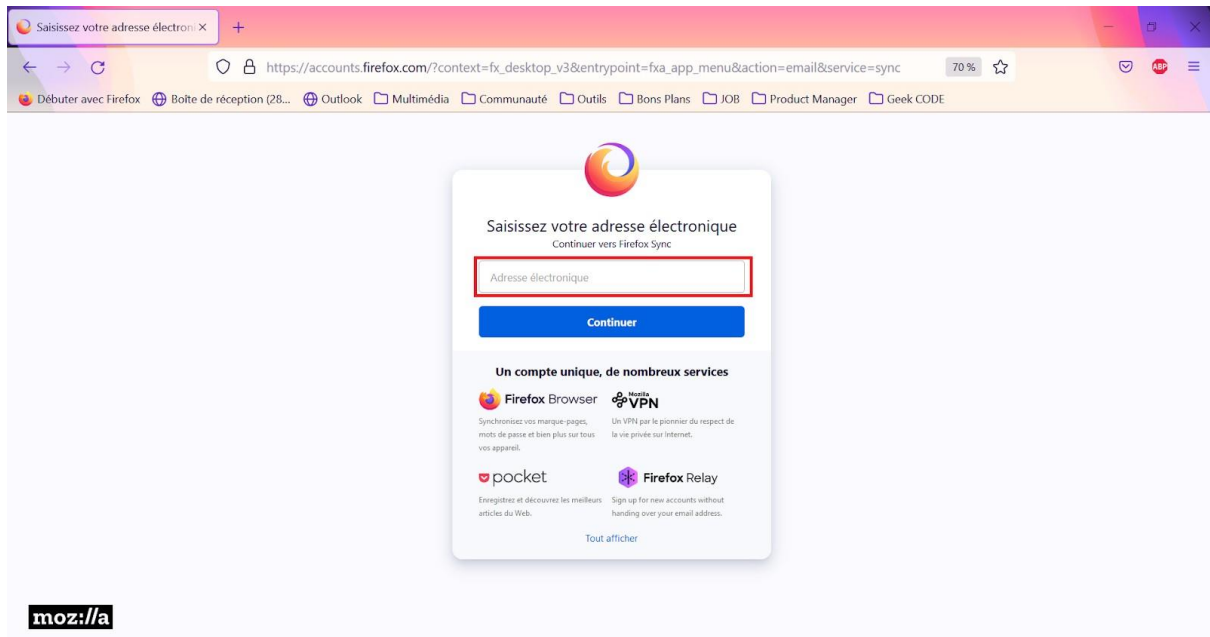 Saisissez votre adresse électroni
https://accounts.firefox.com/?context=fx_desktop_v3&entrypoint=fxa_app_menu&action=email&service=sync 70 %
ABP
Débuter avec Firefox Boîte de réception (28... Outlook Multimédia Communauté Outils Bons Plans JOB Product Manager Geek CODE
Saisissez votre adresse électronique
Continuer vers Firefox Sync
Adresse électronique
Continuer
Un compte unique, de nombreux services
Firefox Browser
Synchronisez vos marque-pages,
mots de passe et bien plus sur tous
vos appareil.
Mozilla
VPN
Un VPN par le pionnier du respect de
la vie privée sur Internet.
pocket
Enregistrez et découvrez les meilleurs
articles du Web.
Firefox Relay
Sign up for new accounts without
handing over your email address.
Tout afficher
moz://a